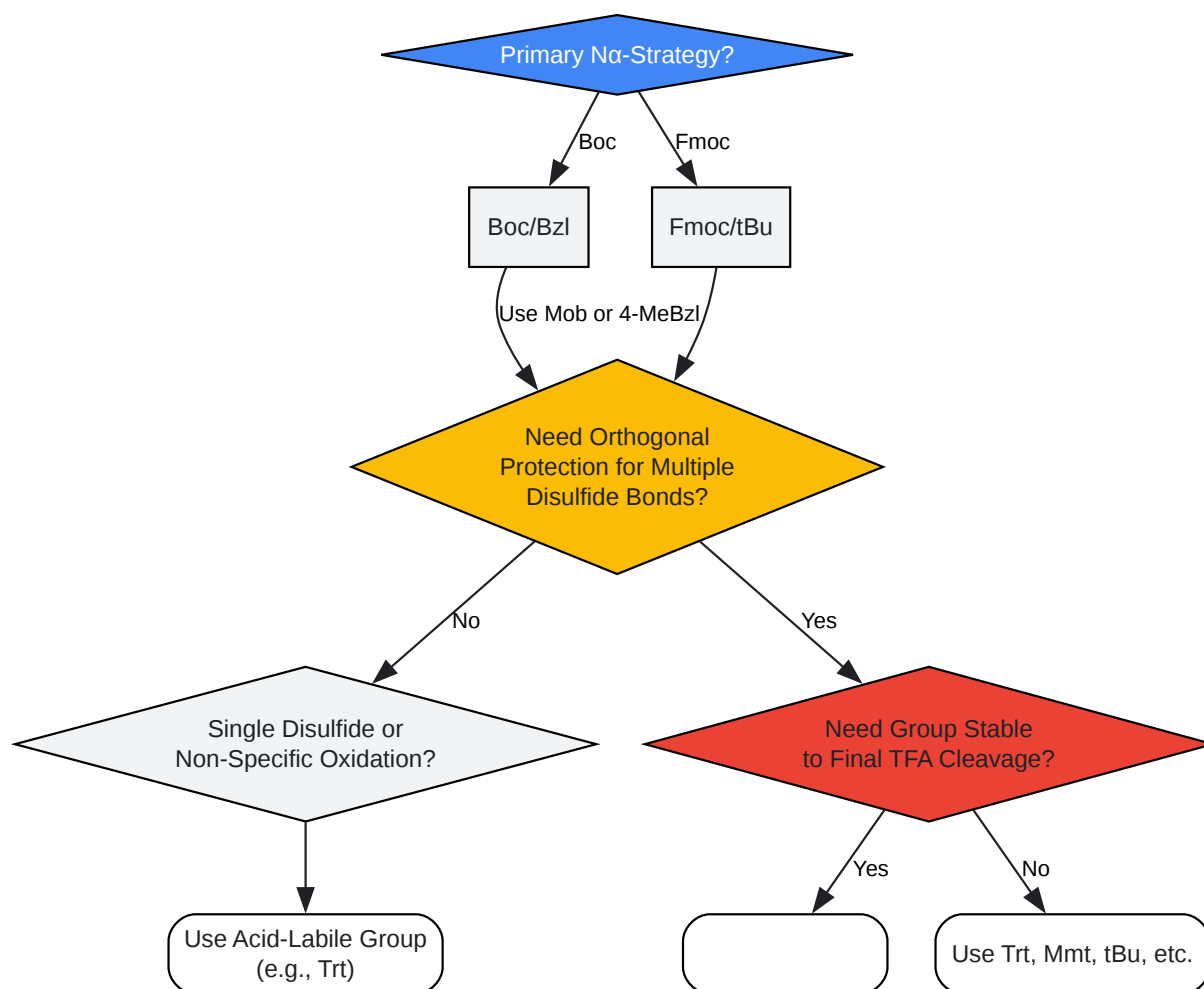 Primary Nα-Strategy?
Boc
Fmoc
Boc/Bzl
Fmoc/tBu
Use Mob or 4-MeBzl
Need Orthogonal
Protection for Multiple
Disulfide Bonds?
No
Yes
Single Disulfide or
Non-Specific Oxidation?
Need Group Stable
to Final TFA Cleavage?
Yes
No
Use Acid-Labile Group
(e.g., Trt)
Use Trt, Mmt, tBu, etc.